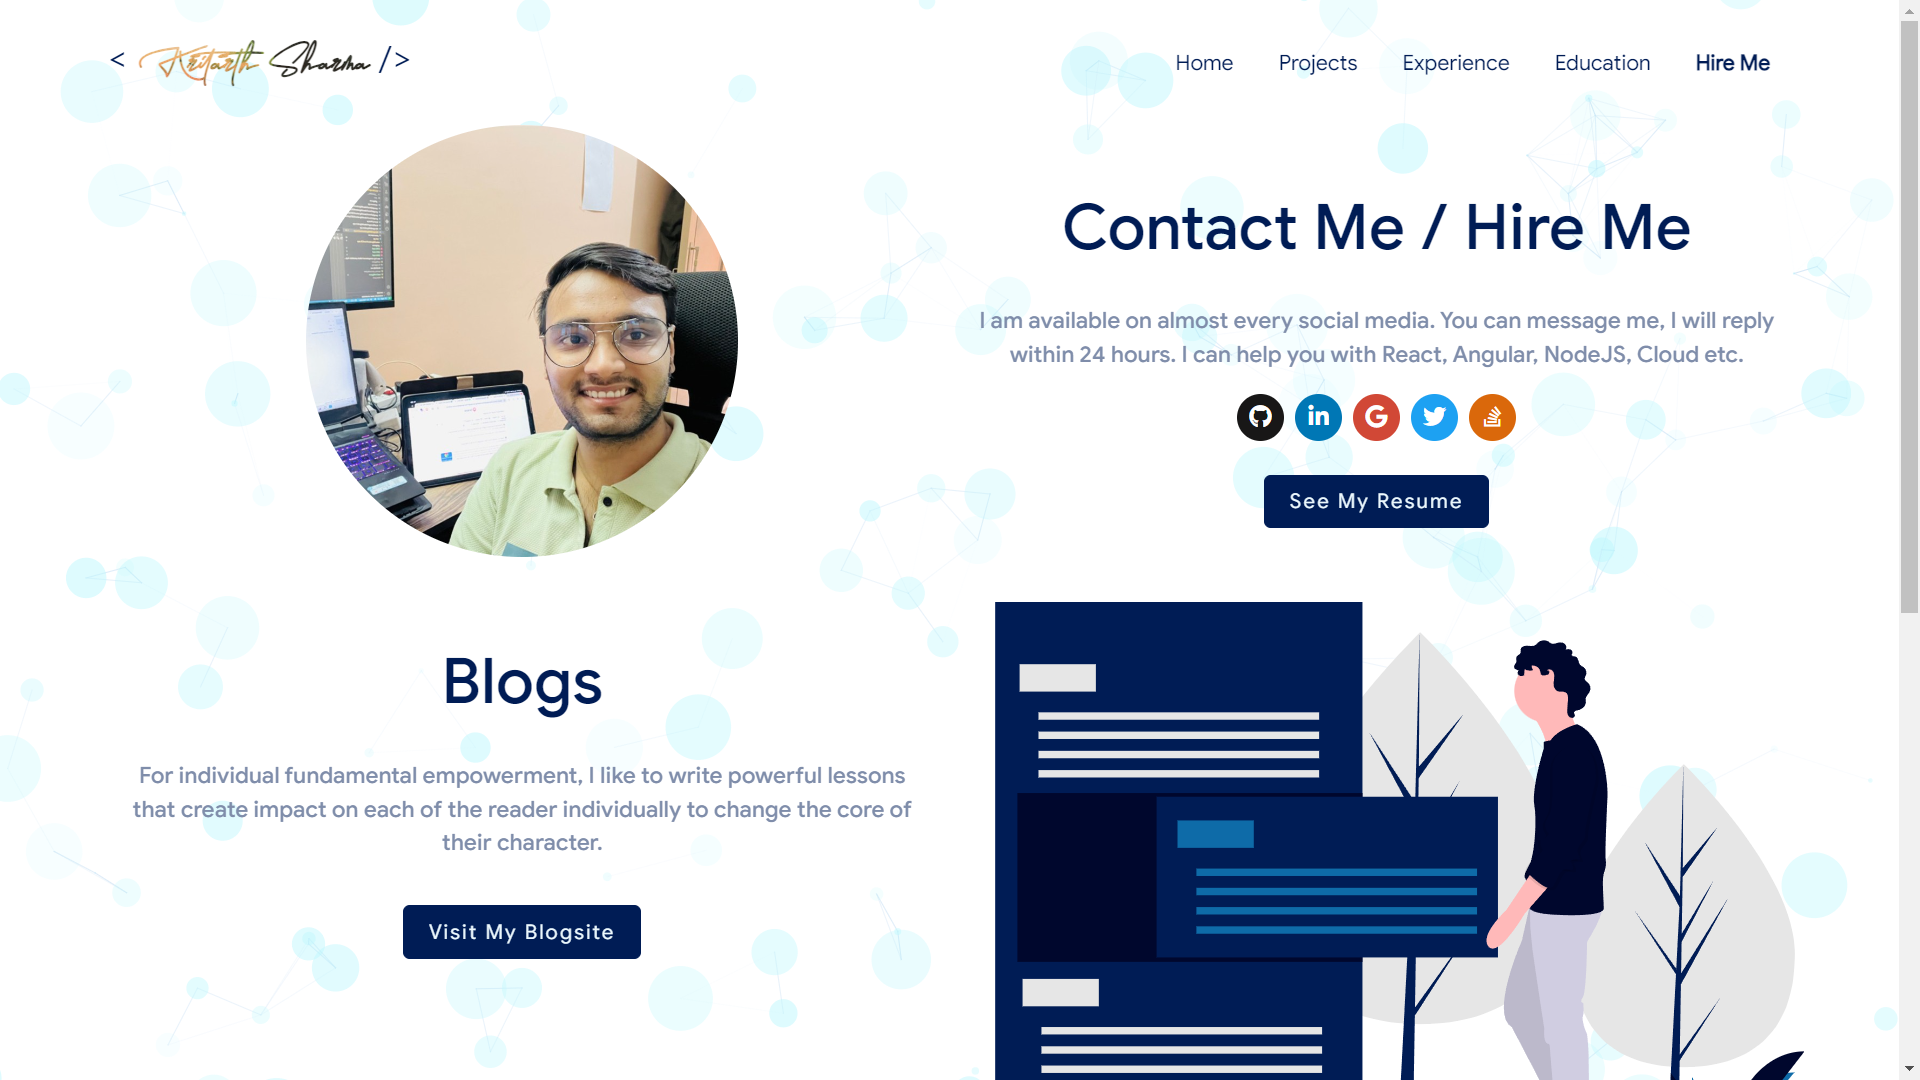 < Kritarth Sharma />
Home Projects Experience Education Hire Me
Contact Me / Hire Me
I am available on almost every social media. You can message me, I will reply
within 24 hours. I can help you with React, Angular, NodeJS, Cloud etc.
in G
See My Resume
Blogs
For individual fundamental empowerment, I like to write powerful lessons
that create impact on each of the reader individually to change the core of
their character.
Visit My Blogsite